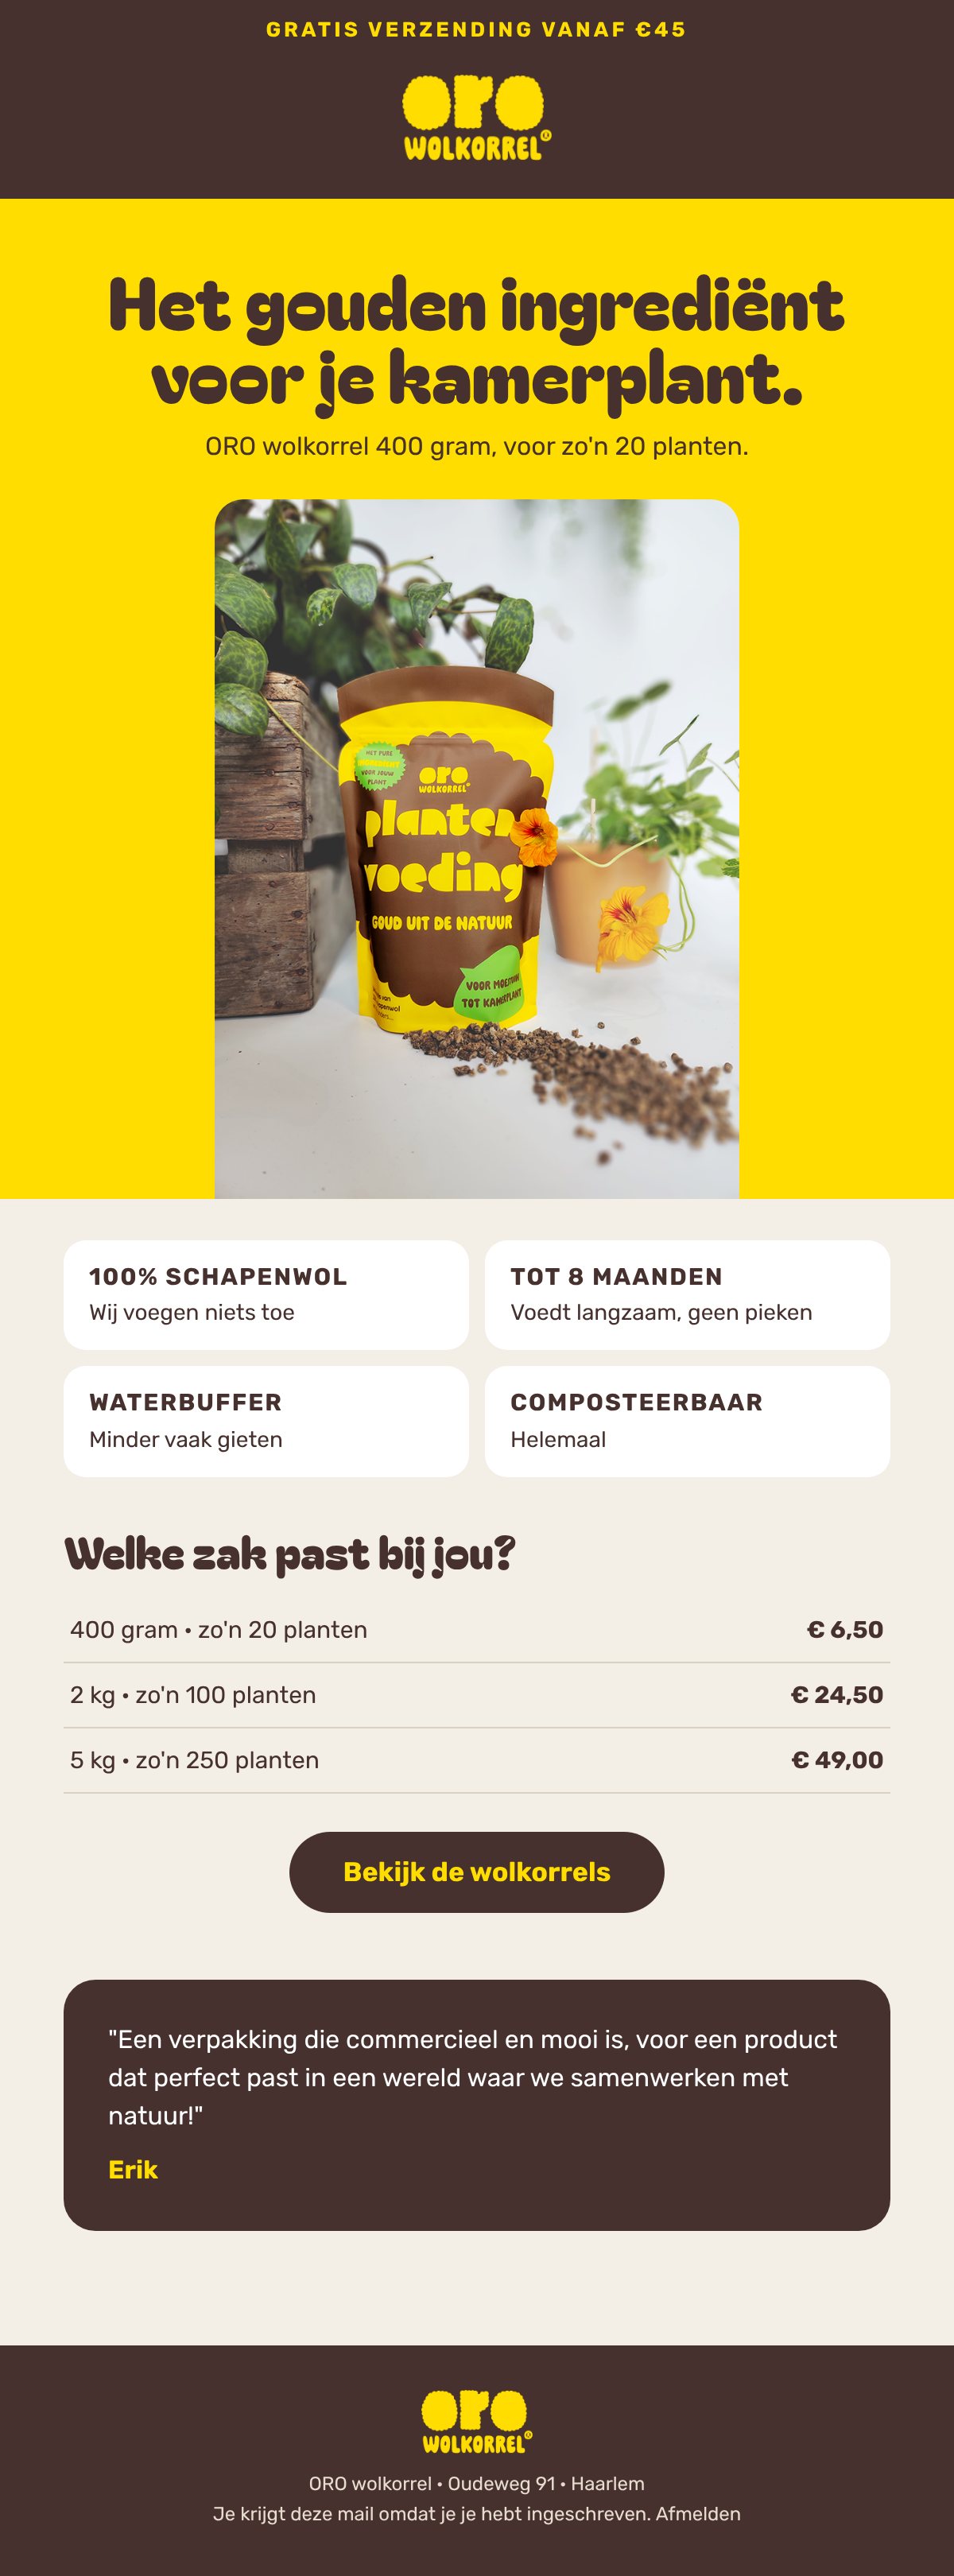 GRATIS VERZENDING VANAF €45
oro
WOLKORREL
Het gouden ingrediënt
voor je kamerplant.
ORO wolkorrel 400 gram, voor zo'n 20 planten.
HET PURE
INGREDIËNT
VOOR JOUW
PLANT
oro
WOLKORREL
planten
voeding
GOUD UIT DE NATUUR
VOOR MOESTUIN
TOT KAMERPLANT
100% SCHAPENWOL
Wij voegen niets toe
TOT 8 MAANDEN
Voedt langzaam, geen pieken
WATERBUFFER
Minder vaak gieten
COMPOSTEERBAAR
Helemaal
Welke zak past bij jou?
400 gram • zo'n 20 planten € 6,50
2 kg • zo'n 100 planten € 24,50
5 kg • zo'n 250 planten € 49,00
Bekijk de wolkorrels
"Een verpakking die commercieel en mooi is, voor een product
dat perfect past in een wereld waar we samenwerken met
natuur!"
Erik
oro
WOLKORREL
ORO wolkorrel • Oudeweg 91 • Haarlem
Je krijgt deze mail omdat je je hebt ingeschreven. Afmelden